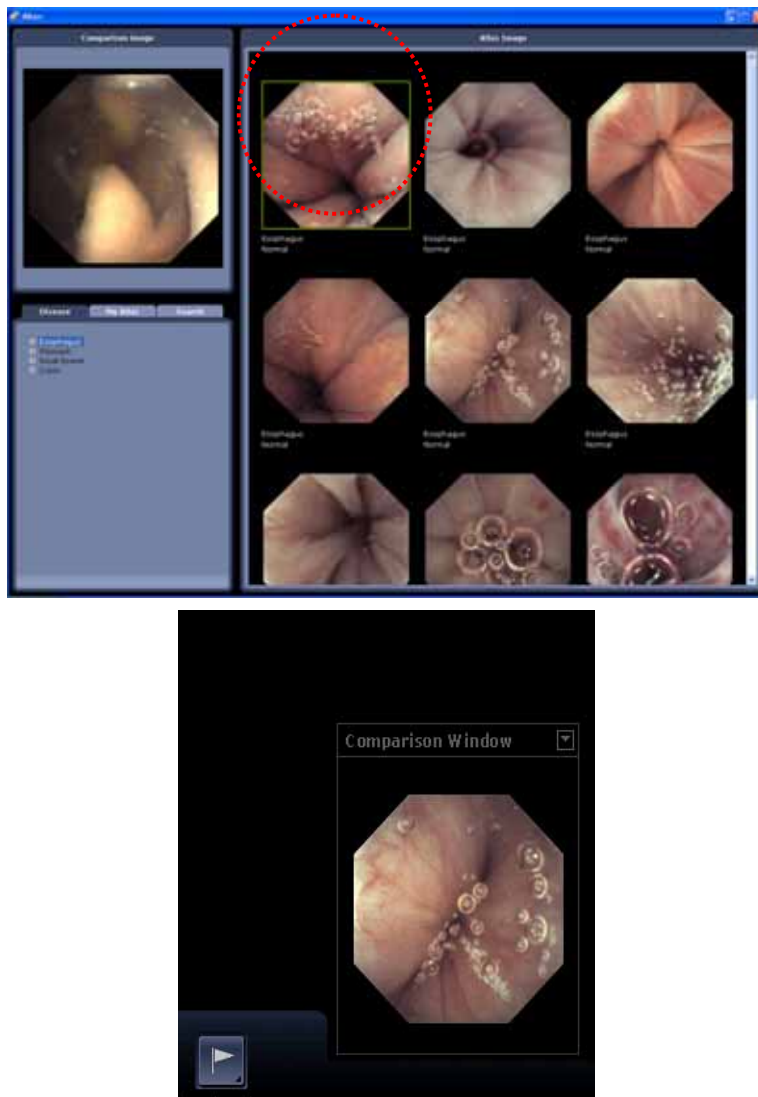 Atlas
Comparison Image
Atlas Image
Disease
My Atlas
Search
Esophagus
Stomach
Small Bowel
Colon
Esophagus
Normal
Esophagus
Normal
Esophagus
Normal
Esophagus
Normal
Esophagus
Normal
Esophagus
Normal
Comparison Window